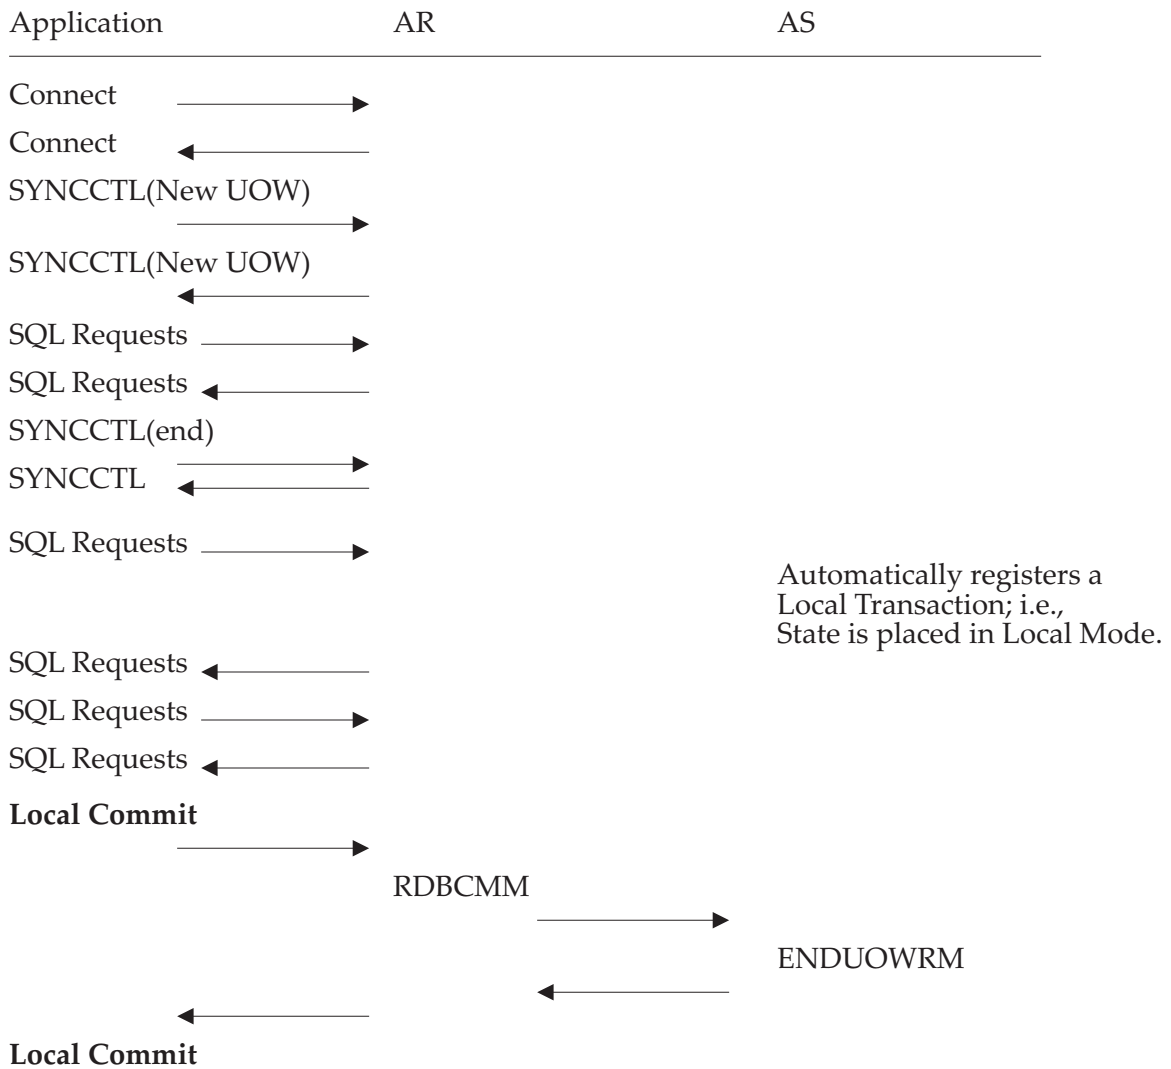 Application AR AS
Connect
Connect
SYNCCTL(New UOW)
SYNCCTL(New UOW)
SQL Requests
SQL Requests
SYNCCTL(end)
SYNCCTL
SQL Requests
Automatically registers a
Local Transaction; i.e.,
State is placed in Local Mode.
SQL Requests
SQL Requests
SQL Requests
Local Commit
RDBCMM
ENDUOWRM
Local Commit